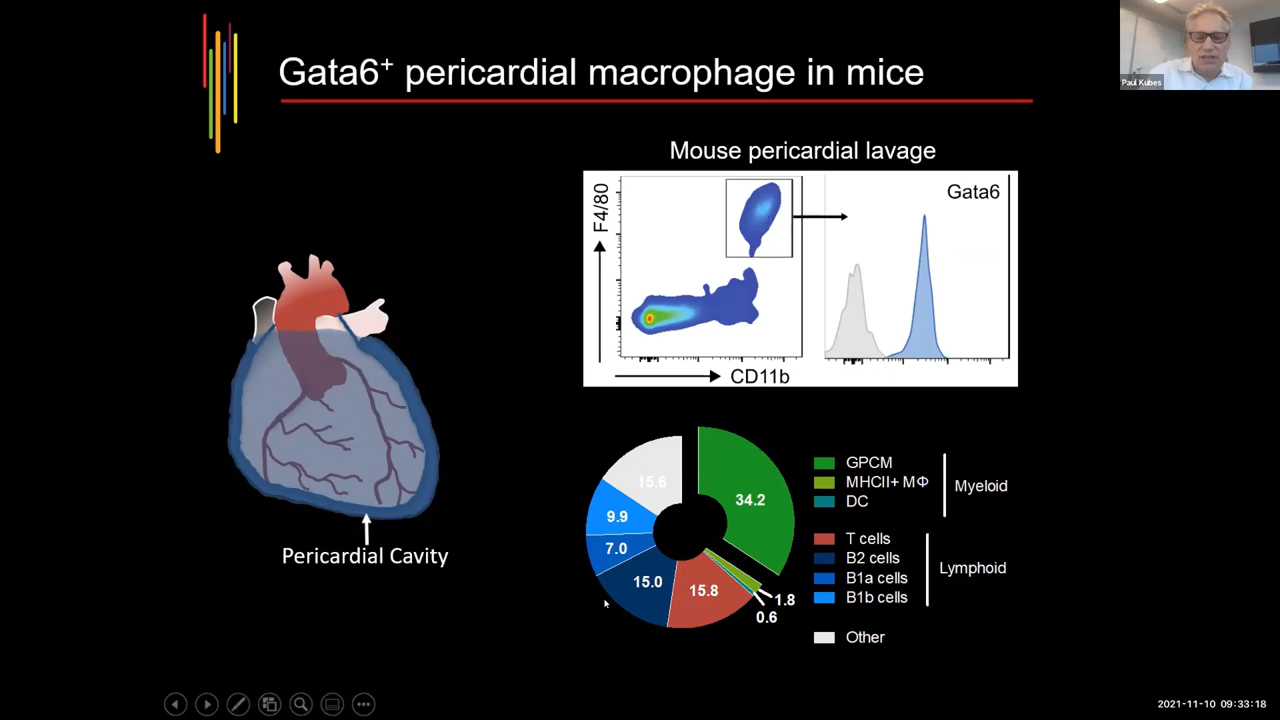 Gata6+ pericardial macrophage in mice
Paul Kubes
Mouse pericardial lavage
F4/80
CD11b
Gata6
Pericardial Cavity
34.2
1.8
0.6
15.8
15.0
7.0
9.9
15.6
GPCM
MHCII+ MΦ
DC
Myeloid
T cells
B2 cells
B1a cells
B1b cells
Lymphoid
Other
2021-11-10 09:33:18